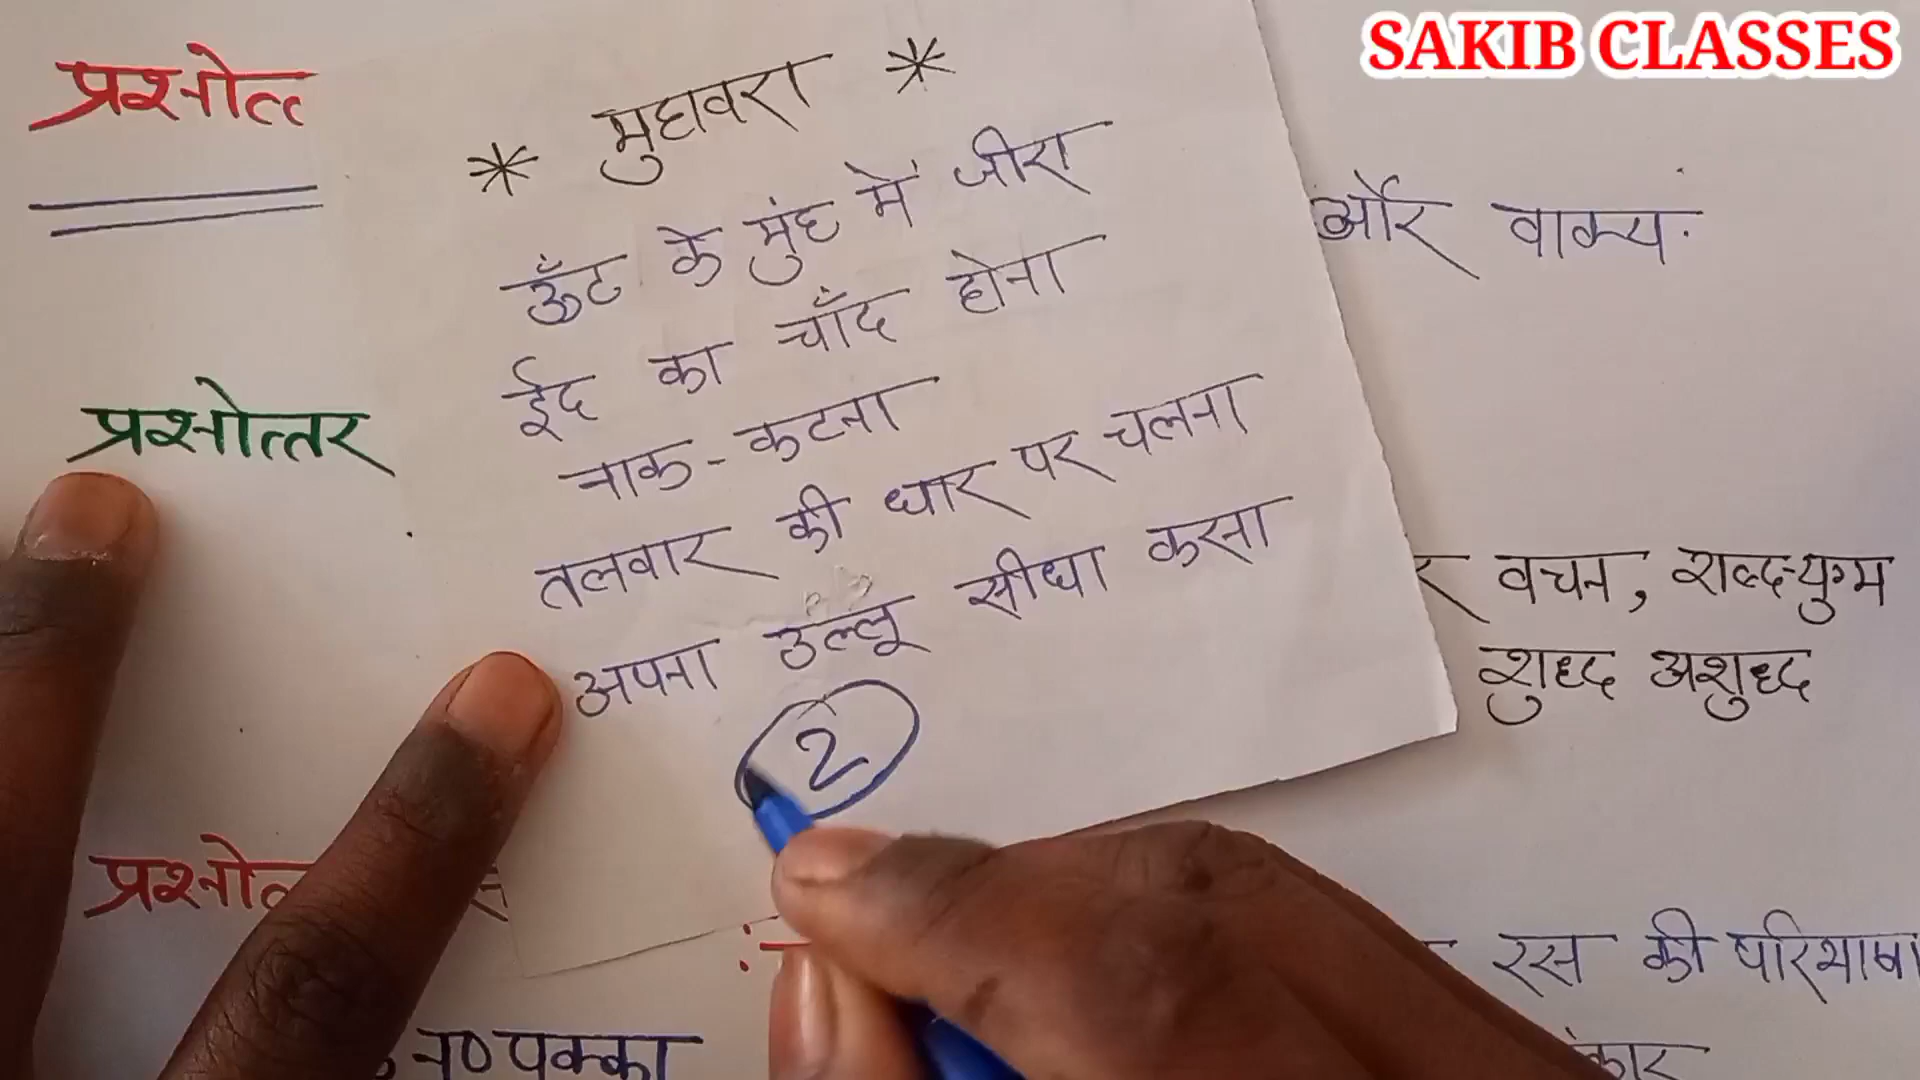 SAKIB CLASSES
प्रश्नोत्त
* मुहावरा *
ऊँट के मुंह में जीरा
और वाक्य.
ईद का चाँद होना
प्रश्नोत्तर
नाक-कटना
तलवार की धार पर चलना
र वचन, शब्द-युग्म
अपना उल्लू सीधा करना
शुध्द अशुध्द
2
प्रश्नोत्त
रस की परिभाषा
न० पक्का
कार